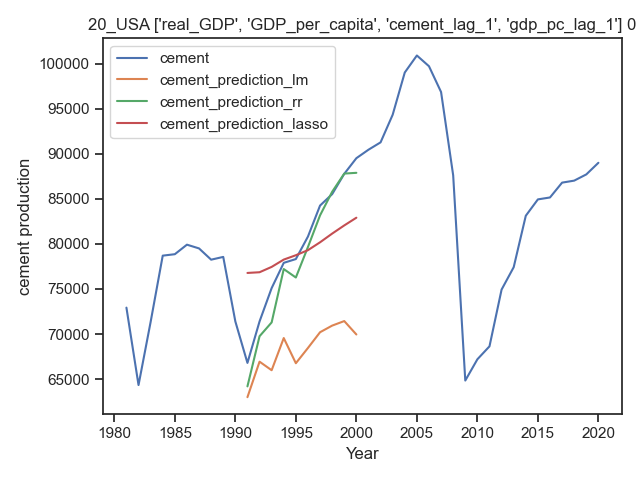 20_USA ['real_GDP', 'GDP_per_capita', 'cement_lag_1', 'gdp_pc_lag_1'] 0
cement
cement_prediction_lm
cement_prediction_rr
cement_prediction_lasso
cement production
100000
95000
90000
85000
80000
75000
70000
65000
1980 1985 1990 1995 2000 2005 2010 2015 2020
Year